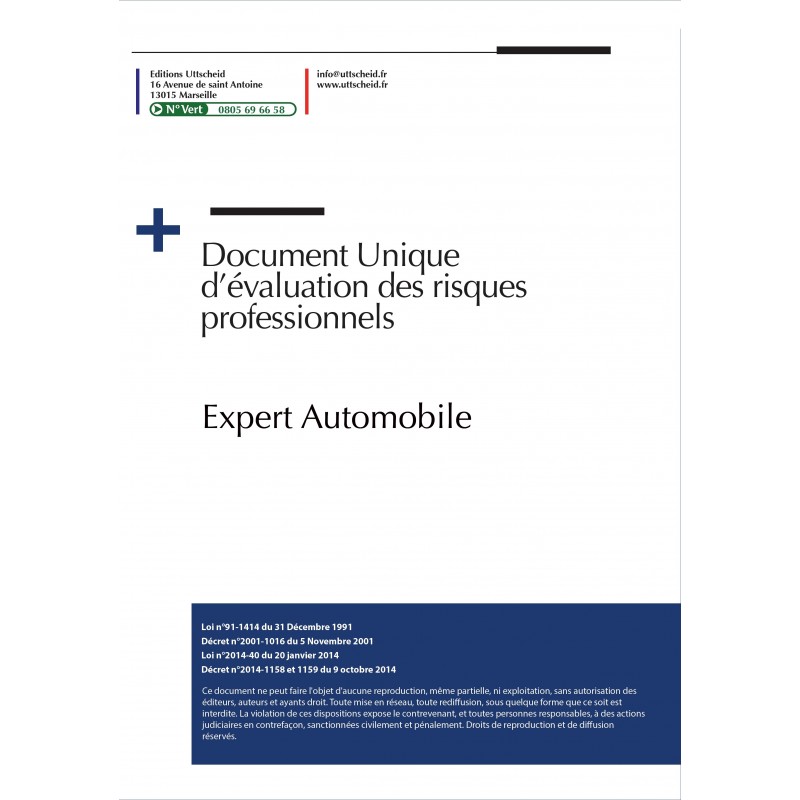 Editions Uttscheid
16 Avenue de saint Antoine
13015 Marseille
N° Vert 0805 69 66 58
info@uttscheid.fr
www.uttscheid.fr
Document Unique
d'évaluation des risques
professionnels
Expert Automobile
Loi n°91-1414 du 31 Décembre 1991
Décret n°2001-1016 du 5 Novembre 2001
Loi n°2014-40 du 20 janvier 2014
Décret n°2014-1158 et 1159 du 9 octobre 2014
Ce document ne peut faire l'objet d'aucune reproduction, même partielle, ni exploitation, sans autorisation des
éditeurs, auteurs et ayants droit. Toute mise en réseau, toute rediffusion, sous quelque forme que ce soit est
interdite. La violation de ces dispositions expose le contrevenant, et toutes personnes responsables, à des actions
judiciaires en contrefaçon, sanctionnées civilement et pénalement. Droits de reproduction et de diffusion
réservés.